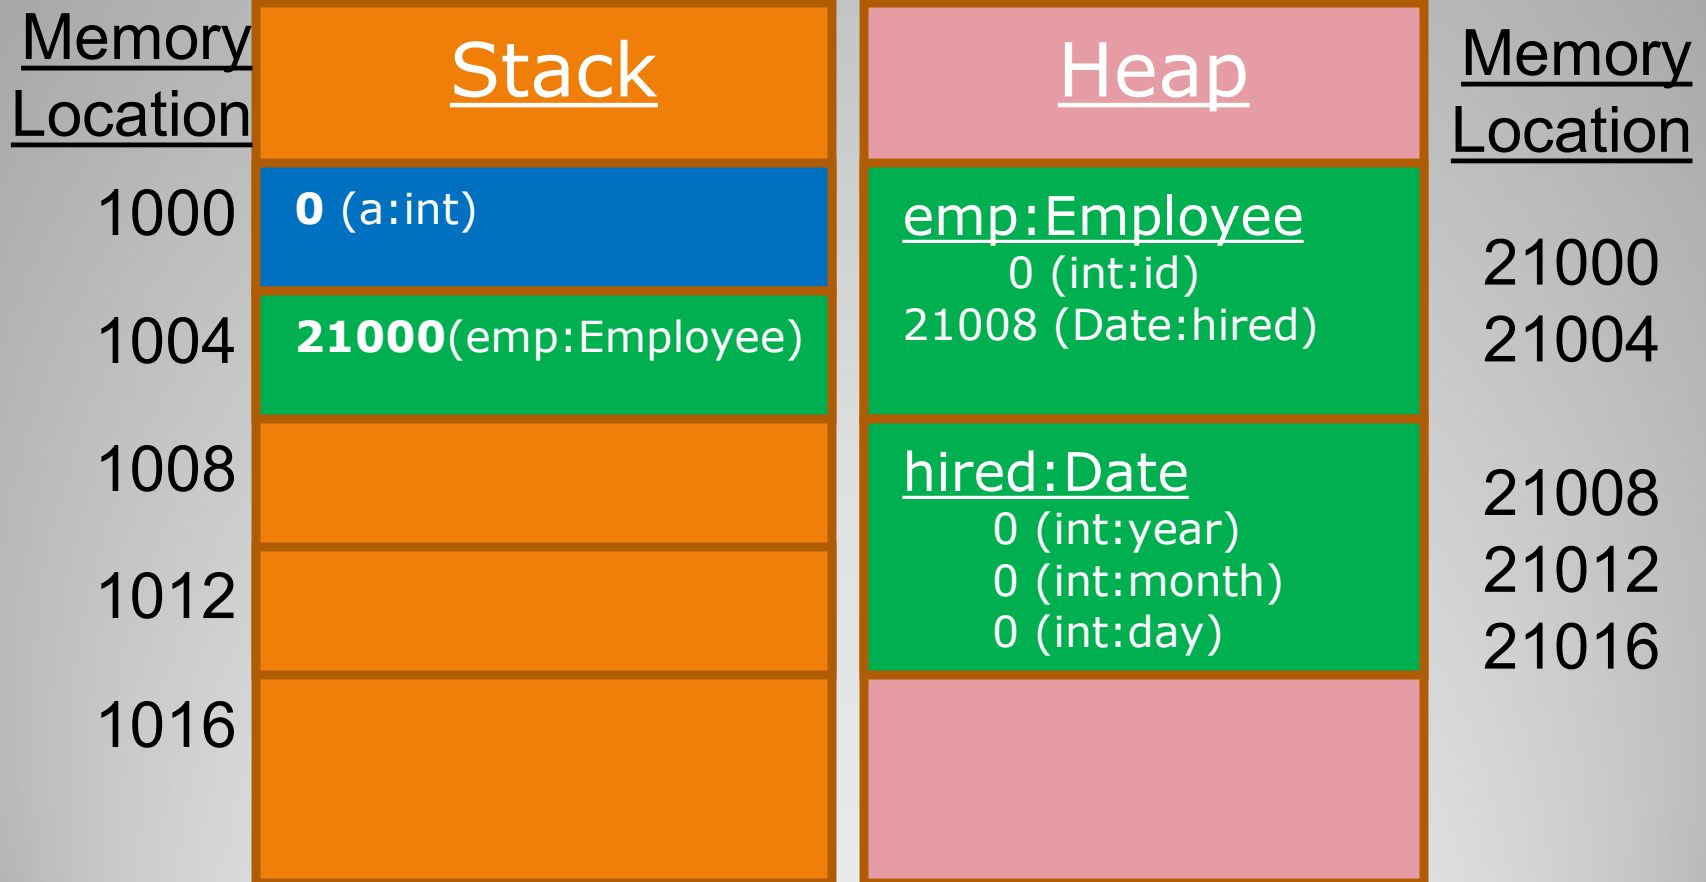 Memory
Location
1000
1004
1008
1012
1016
Stack
0 (a:int)
21000(emp:Employee)
Heap
emp:Employee
0 (int:id)
21008 (Date:hired)
hired:Date
0 (int:year)
0 (int:month)
0 (int:day)
Memory
Location
21000
21004
21008
21012
21016